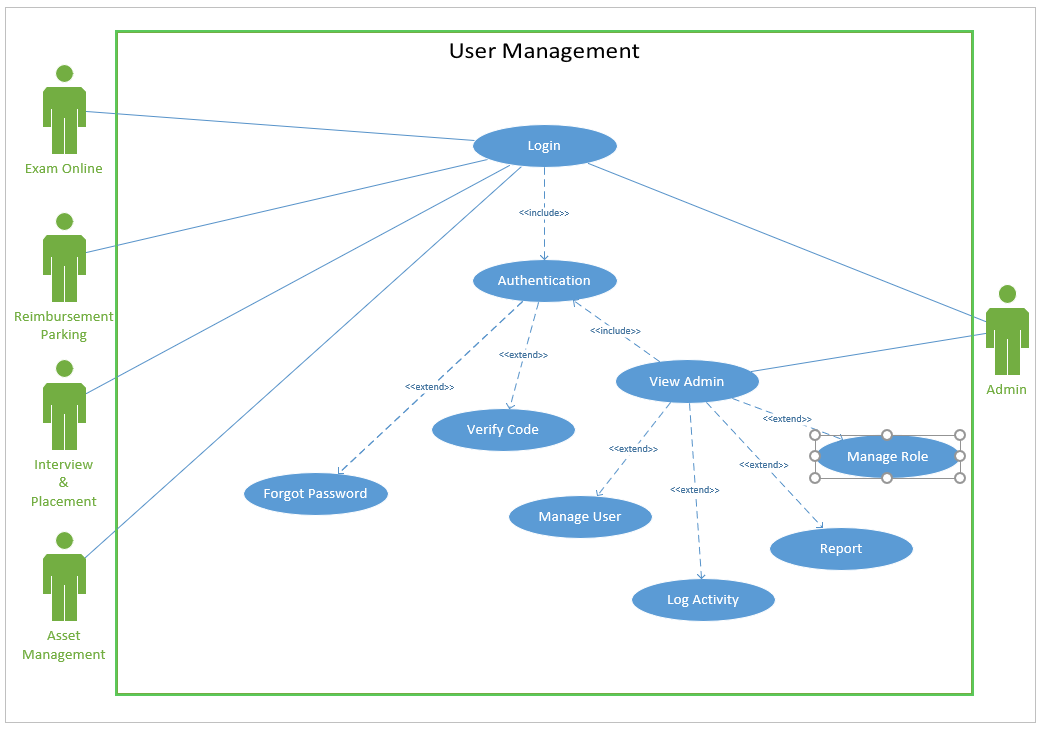 User Management
Exam Online
Login
<<include>>
Reimbursement
Parking
Authentication
<<include>>
<<extend>>
<<extend>>
View Admin
Admin
<<extend>>
Verify Code
Manage Role
<<extend>>
<<extend>>
Interview
&
Placement
Forgot Password
<<extend>>
Manage User
Report
Log Activity
Asset
Management